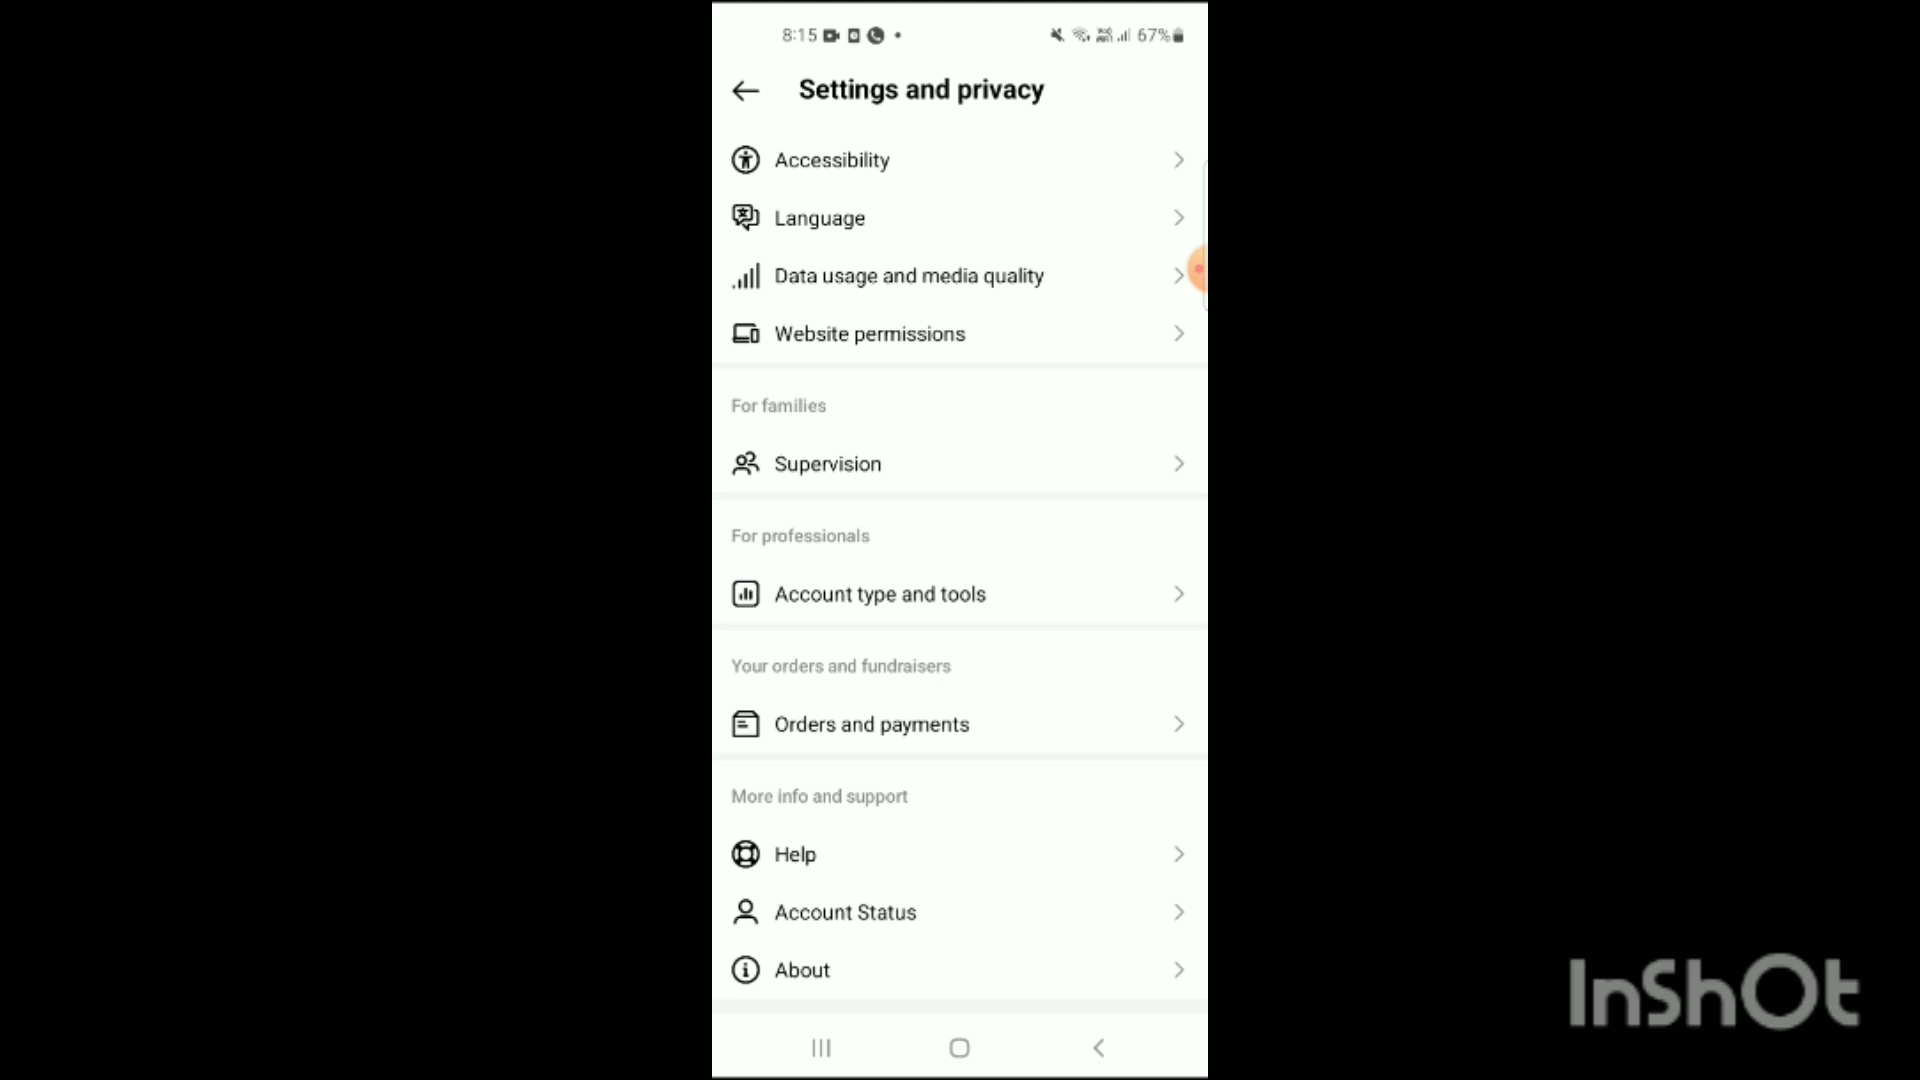 8:15
67%
Settings and privacy
Accessibility
Language
Data usage and media quality
Website permissions
For families
Supervision
For professionals
Account type and tools
Your orders and fundraisers
Orders and payments
More info and support
Help
Account Status
About
InShOt